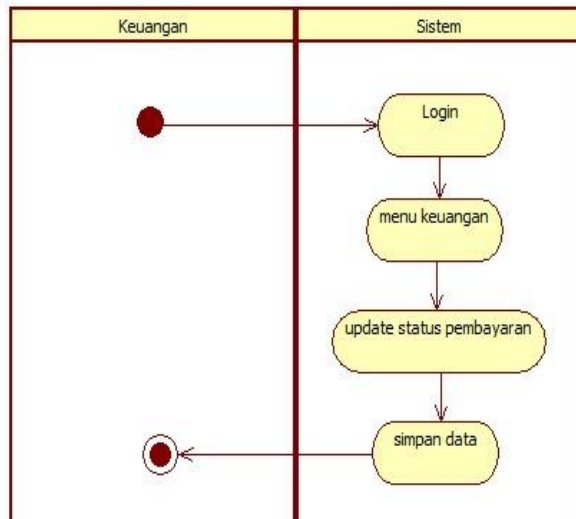 Keuangan
Sistem
Login
menu keuangan
update status pembayaran
simpan data